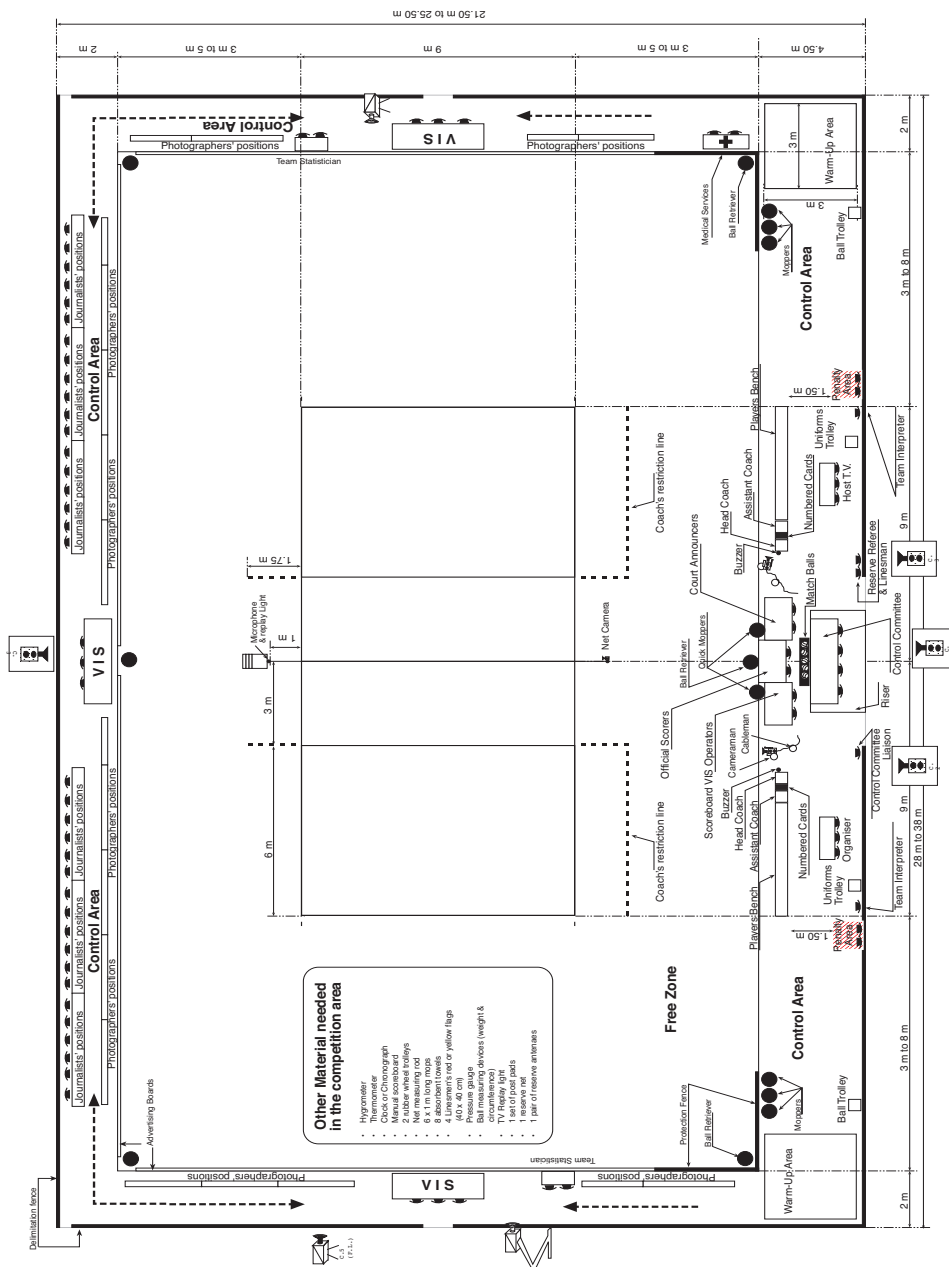 21.50 m to 25.50 m
2 m
3 m to 5 m
9 m
3 m to 5 m
4.50 m
Delimitation fence
Advertising Boards
Journalists' positions
Journalists' positions
Journalists' positions
Control Area
Photographers' positions
Photographers' positions
VIS
Journalists' positions
Journalists' positions
Journalists' positions
Control Area
Photographers' positions
Photographers' positions
Control Area
Photographers' positions
Team Statistician
VIS
Photographers' positions
Medical Services
Ball Retriever
Photographers' positions
VIS
Team Statistician
Photographers' positions
C.5
Microphone
& replay Light
1.75 m
1 m
3 m
6 m
Net Camera
Coach's restriction line
Coach's restriction line
Other Material needed
in the competition area
· Hygrometer
· Thermometer
· Clock or Chronograph
· Manual scoreboard
· 2 rubber wheel trolleys
· Net measuring rod
· 6 x 1 m long mops
· 8 absorbent towels
· 4 Linesmen's red or yellow flags
(40 x 40 cm)
· Pressure gauge
· Ball measuring devices (weight &
circumference)
· TV Replay light
· 1 set of post pads
· 1 reserve net
· 1 pair of reserve antenaes
Free Zone
Protection Fence
Ball Retriever
Moppers
Warm-Up Area
Ball Trolley
Control Area
Penalty
Area
1.50 m
Players Bench
Assistant Coach
Head Coach
Buzzer
Numbered Cards
Uniforms
Trolley
Organiser
Team Interpreter
Cameraman
Cableman
Scoreboard VIS Operators
Official Scorers
Ball Retriever
Quick Moppers
Court Announcers
Match Balls
Control Committee
Liaison
Riser
Control Committee
Reserve Referee
& Linesman
Buzzer
Head Coach
Assistant Coach
Numbered Cards
Players Bench
Host T.V.
Uniforms
Trolley
Team Interpreter
1.50 m
Penalty
Area
Control Area
Moppers
Ball Trolley
Warm-Up Area
3 m
3 m
2 m
3 m to 8 m
9 m
9 m
3 m to 8 m
2 m
28 m to 38 m